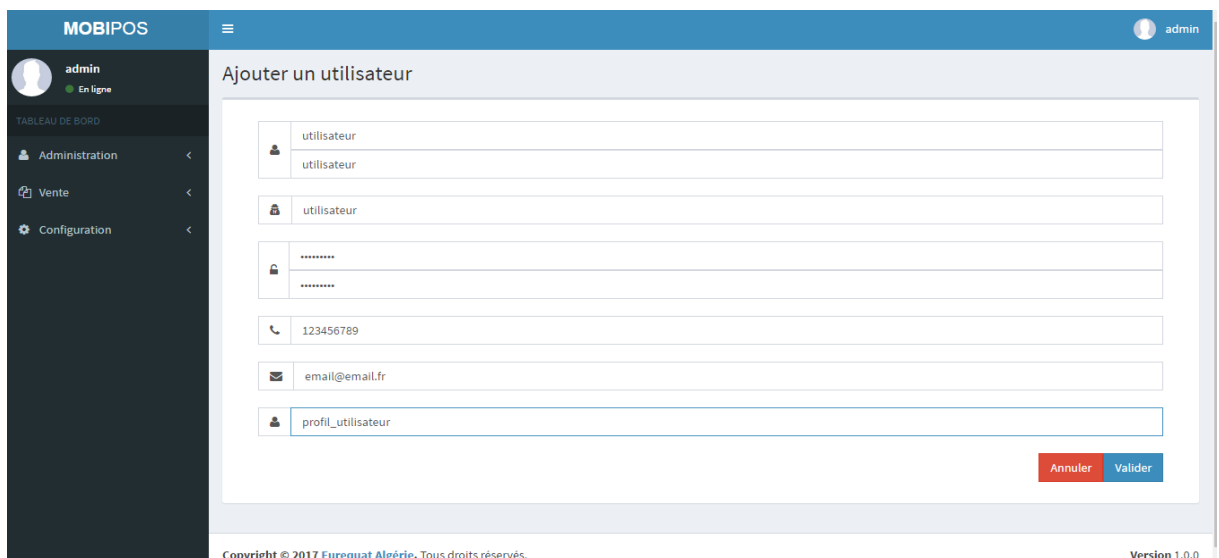 MOBIPOS
admin
admin
En ligne
TABLEAU DE BORD
Administration
Vente
Configuration
Ajouter un utilisateur
utilisateur
utilisateur
utilisateur
•••••••••
•••••••••
123456789
email@email.fr
profil_utilisateur
Annuler Valider
Copyright © 2017 Eurequat Algérie. Tous droits réservés.
Version 1.0.0